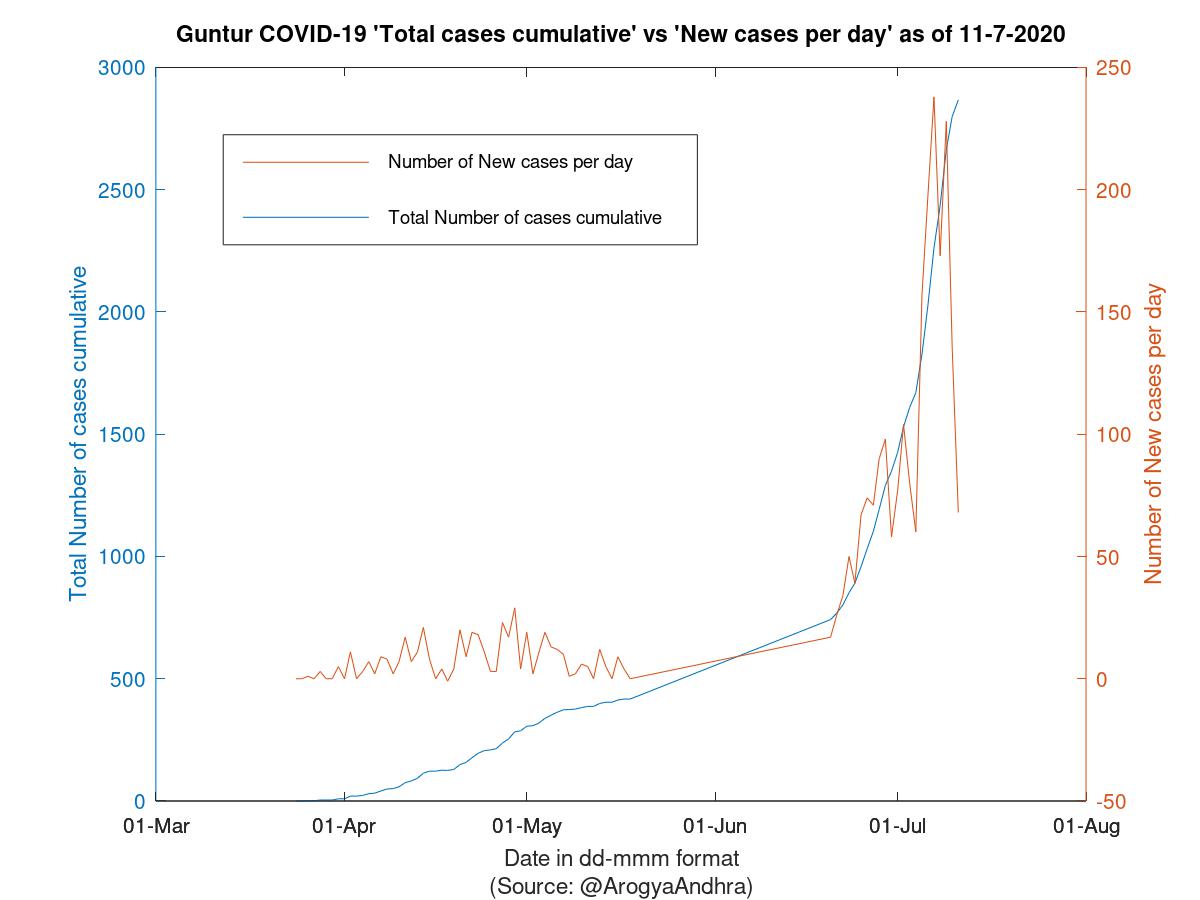 Guntur COVID-19 'Total cases cumulative' vs 'New cases per day' as of 11-7-2020
3000
2500
2000
1500
1000
500
0
Total Number of cases cumulative
250
200
150
100
50
0
-50
Number of New cases per day
Number of New cases per day
Total Number of cases cumulative
01-Mar 01-Apr 01-May 01-Jun 01-Jul 01-Aug
Date in dd-mmm format
(Source: @ArogyaAndhra)